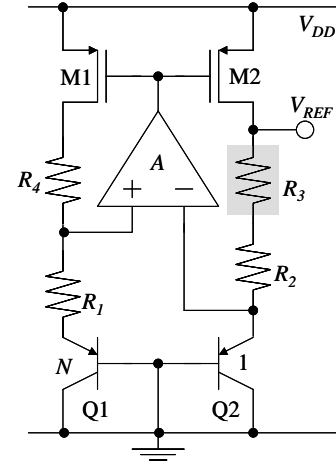 V_DD
M1
M2
V_REF
A
R_4
+
−
R_3
R_2
R_1
N
1
Q1
Q2